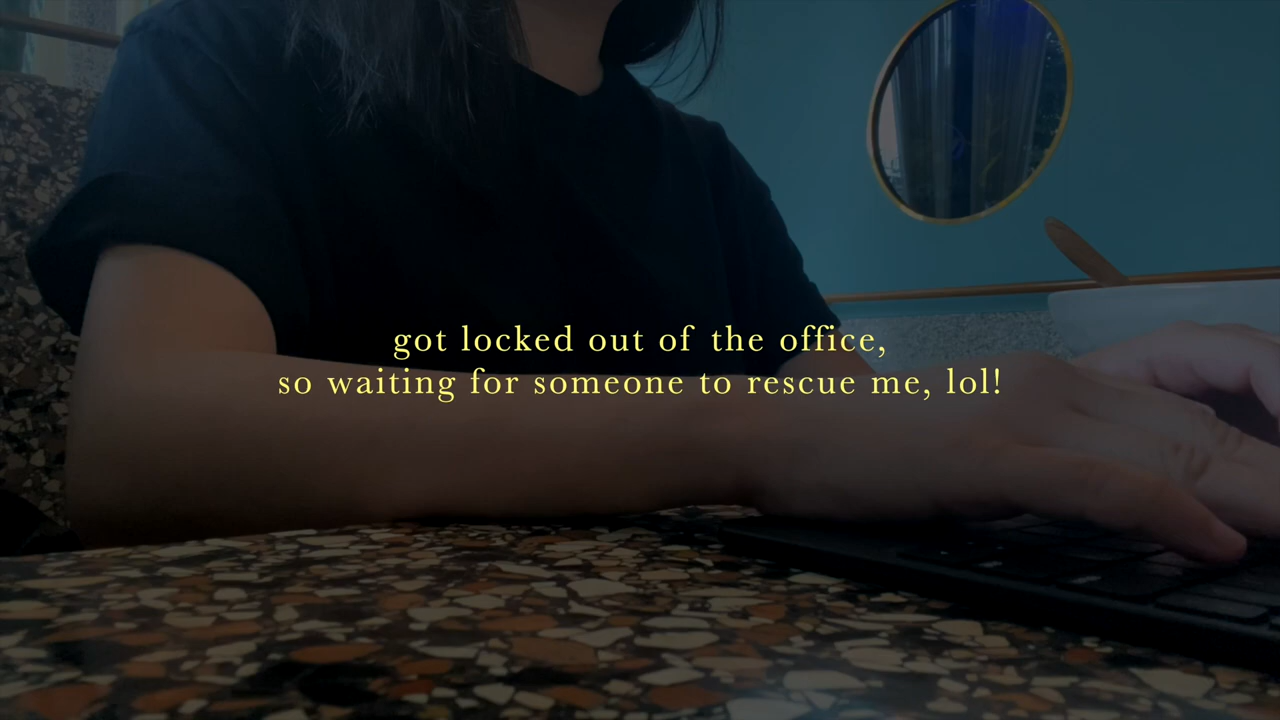 got locked out of the office,
so waiting for someone to rescue me, lol!